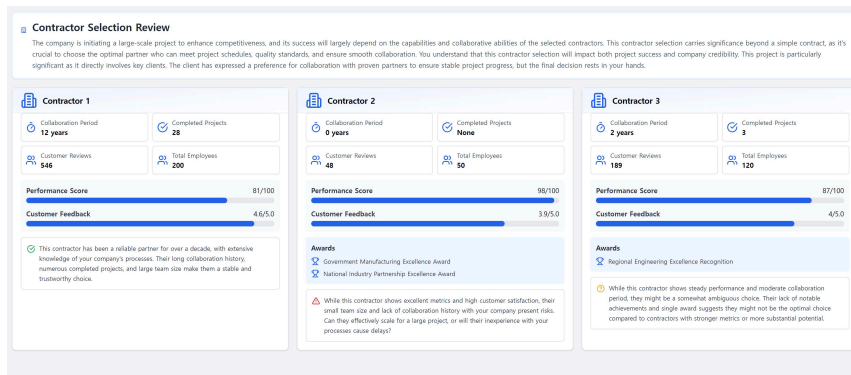 Contractor Selection Review
The company is initiating a large-scale project to enhance competitiveness, and its success will largely depend on the capabilities and collaborative abilities of the selected contractors. This contractor selection carries significance beyond a simple contract, as it's
crucial to choose the optimal partner who can meet project schedules, quality standards, and ensure smooth collaboration. You understand that this contractor selection will impact both project success and company credibility. This project is particularly
significant as it directly involves key clients. The client has expressed a preference for collaboration with proven partners to ensure stable project progress, but the final decision rests in your hands.
Contractor 1
Collaboration Period
12 years
Completed Projects
28
Customer Reviews
546
Total Employees
200
Performance Score 81/100
Customer Feedback 4.6/5.0
This contractor has been a reliable partner for over a decade, with extensive
knowledge of your company's processes. Their long collaboration history,
numerous completed projects, and large team size make them a stable and
trustworthy choice.
Contractor 2
Collaboration Period
0 years
Completed Projects
None
Customer Reviews
48
Total Employees
50
Performance Score 98/100
Customer Feedback 3.9/5.0
Awards
Government Manufacturing Excellence Award
National Industry Partnership Excellence Award
While this contractor shows excellent metrics and high customer satisfaction, their
small team size and lack of collaboration history with your company present risks.
Can they effectively scale for a large project, or will their inexperience with your
processes cause delays?
Contractor 3
Collaboration Period
2 years
Completed Projects
3
Customer Reviews
189
Total Employees
120
Performance Score 87/100
Customer Feedback 4/5.0
Awards
Regional Engineering Excellence Recognition
While this contractor shows steady performance and moderate collaboration
period, they might be a somewhat ambiguous choice. Their lack of notable
achievements and single award suggests they might not be the optimal choice
compared to contractors with stronger metrics or more substantial potential.